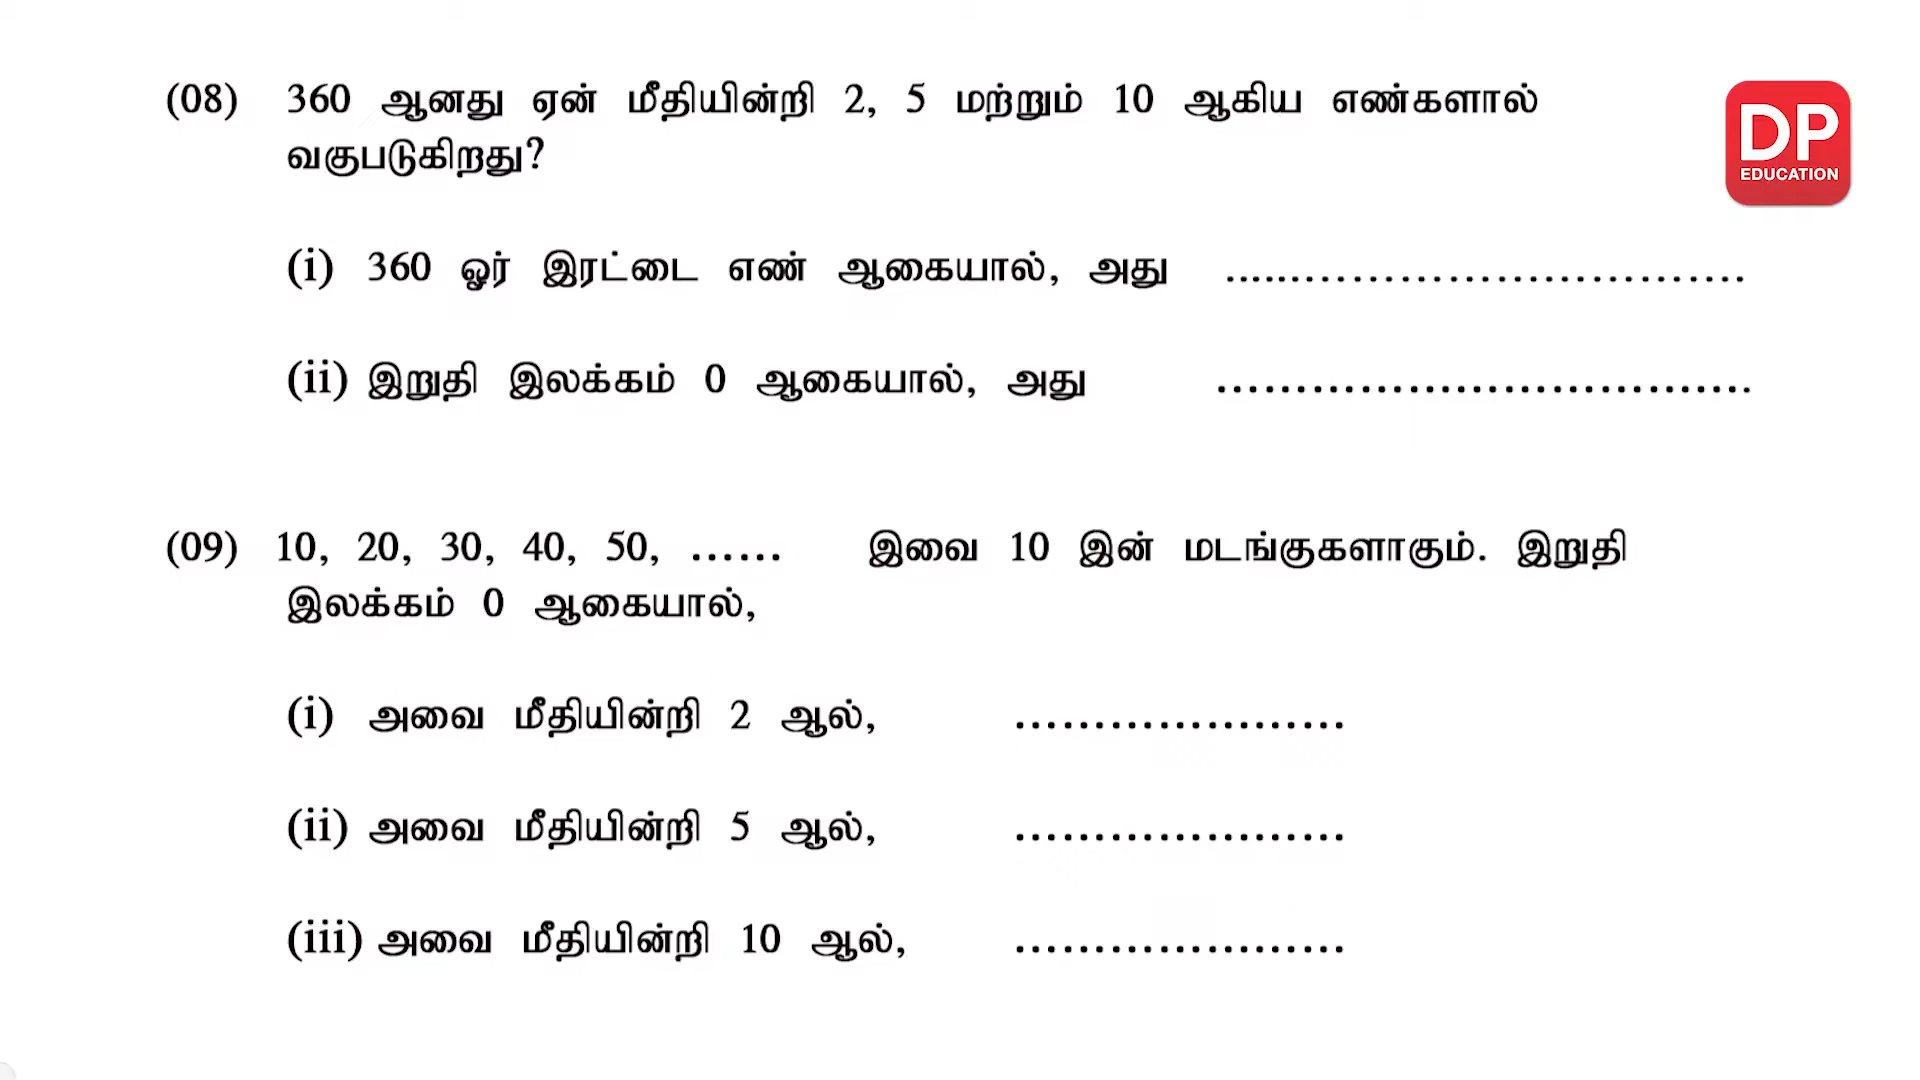 (08) 360 ஆனது ஏன் மீதியின்றி 2, 5 மற்றும் 10 ஆகிய எண்களால்
வகுபடுகிறது?
DP
EDUCATION
(i) 360 ஓர் இரட்டை எண் ஆகையால், அது ....................................
(ii) இறுதி இலக்கம் 0 ஆகையால், அது ..................................
(09) 10, 20, 30, 40, 50, ...... இவை 10 இன் மடங்குகளாகும். இறுதி
இலக்கம் 0 ஆகையால்,
(i) அவை மீதியின்றி 2 ஆல், .....................
(ii) அவை மீதியின்றி 5 ஆல், .....................
(iii) அவை மீதியின்றி 10 ஆல், .....................